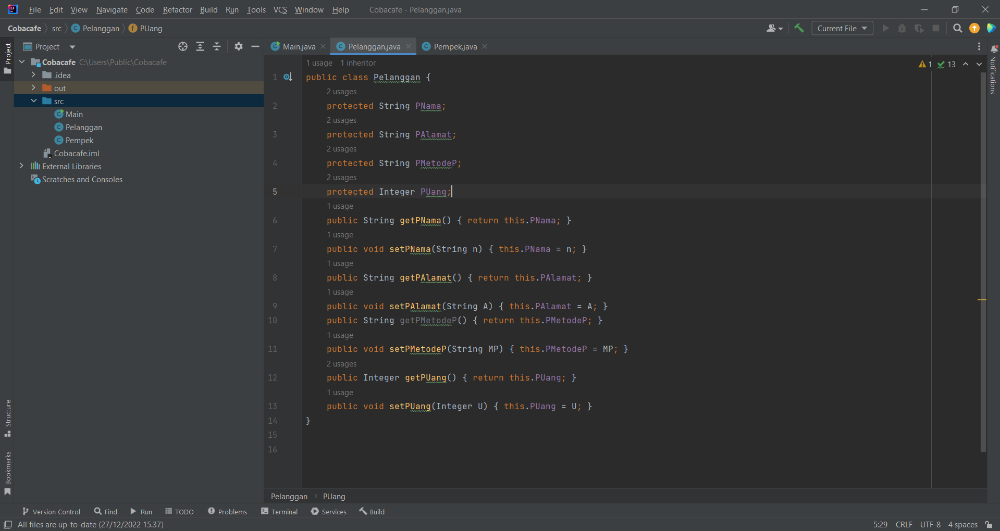 File Edit View Navigate Code Refactor Build Run Tools VCS Window Help Cobacafe - Pelanggan.java
Cobacafe src Pelanggan PUang Current File
Project Main.java Pelanggan.java Pempek.java
Project
Cobacafe C:\Users\Public\Cobacafe
.idea
out
src
Main
Pelanggan
Pempek
Cobacafe.iml
External Libraries
Scratches and Consoles
Structure
Bookmarks
1 usage 1 inheritor
1 13
1 public class Pelanggan {
2 usages
2 protected String PNama;
2 usages
3 protected String PAlamat;
2 usages
4 protected String PMetodeP;
2 usages
5 protected Integer PUang;
1 usage
6 public String getPNama() { return this.PNama; }
1 usage
7 public void setPNama(String n) { this.PNama = n; }
1 usage
8 public String getPAlamat() { return this.PAlamat; }
1 usage
9 public void setPAlamat(String A) { this.PAlamat = A; }
10 public String getPMetodeP() { return this.PMetodeP; }
1 usage
11 public void setPMetodeP(String MP) { this.PMetodeP = MP; }
2 usages
12 public Integer getPUang() { return this.PUang; }
1 usage
13 public void setPUang(Integer U) { this.PUang = U; }
14 }
15
16
Notifications
Pelanggan PUang
Version Control Find Run TODO Problems Terminal Services Build
All files are up-to-date (27/12/2022 15.37) 5:29 CRLF UTF-8 4 spaces